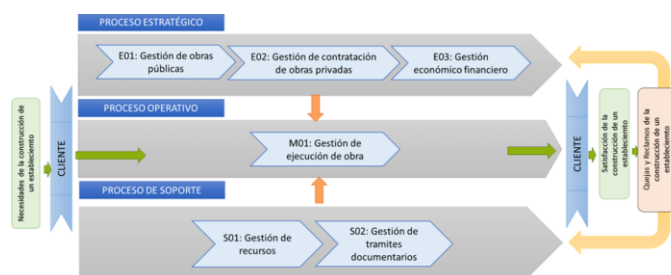 PROCESO ESTRATÉGICO
E01: Gestión de obras
públicas
E02: Gestión de contratación
de obras privadas
E03: Gestión
económico financiero
Necesidades de la construcción de
un establecimiento
CLIENTE
PROCESO OPERATIVO
M01: Gestión de
ejecución de obra
CLIENTE
Satisfacción de la
construcción de un
establecimiento
Quejas y Reclamos de la
construcción de un
establecimiento
PROCESO DE SOPORTE
S01: Gestión de
recursos
S02: Gestión de
tramites
documentarios